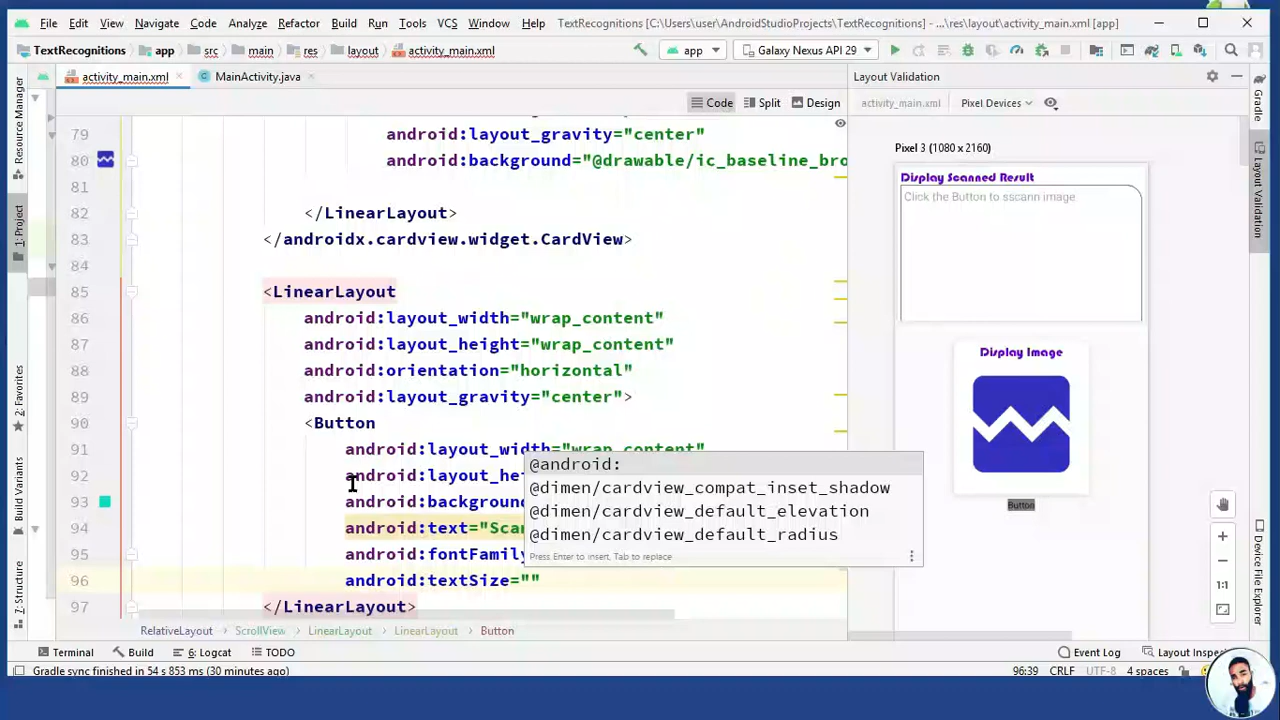 File Edit View Navigate Code Analyze Refactor Build Run Tools VCS Window Help TextRecognitions [C:\Users\user\AndroidStudioProjects\TextRecognitions] - ...\res\layout\activity_main.xml [app]
TextRecognitions app src main res layout activity_main.xml app Galaxy Nexus API 29
activity_main.xml MainActivity.java Layout Validation
Code Split Design activity_main.xml Pixel Devices
79 android:layout_gravity="center"
80 android:background="@drawable/ic_baseline_bro
81
82 </LinearLayout>
83 </androidx.cardview.widget.CardView>
84
85 <LinearLayout
86 android:layout_width="wrap_content"
87 android:layout_height="wrap_content"
88 android:orientation="horizontal"
89 android:layout_gravity="center">
90 <Button
91 android:layout_width="wrap_content"
92 android:layout_he
93 android:background
94 android:text="Scan
95 android:fontFamily
96 android:textSize=""
97 </LinearLayout>
@android:
@dimen/cardview_compat_inset_shadow
@dimen/cardview_default_elevation
@dimen/cardview_default_radius
Press Enter to insert, Tab to replace
RelativeLayout ScrollView LinearLayout LinearLayout Button
Pixel 3 (1080 x 2160)
Display Scanned Result
Click the Button to sscann image
Display Image
Button
1:1
Resource Manager
1: Project
2: Favorites
Build Variants
7: Structure
Gradle
Layout Validation
Device File Explorer
Terminal Build 6: Logcat TODO Event Log Layout Inspec
Gradle sync finished in 54 s 853 ms (30 minutes ago) 96:39 CRLF UTF-8 4 spaces